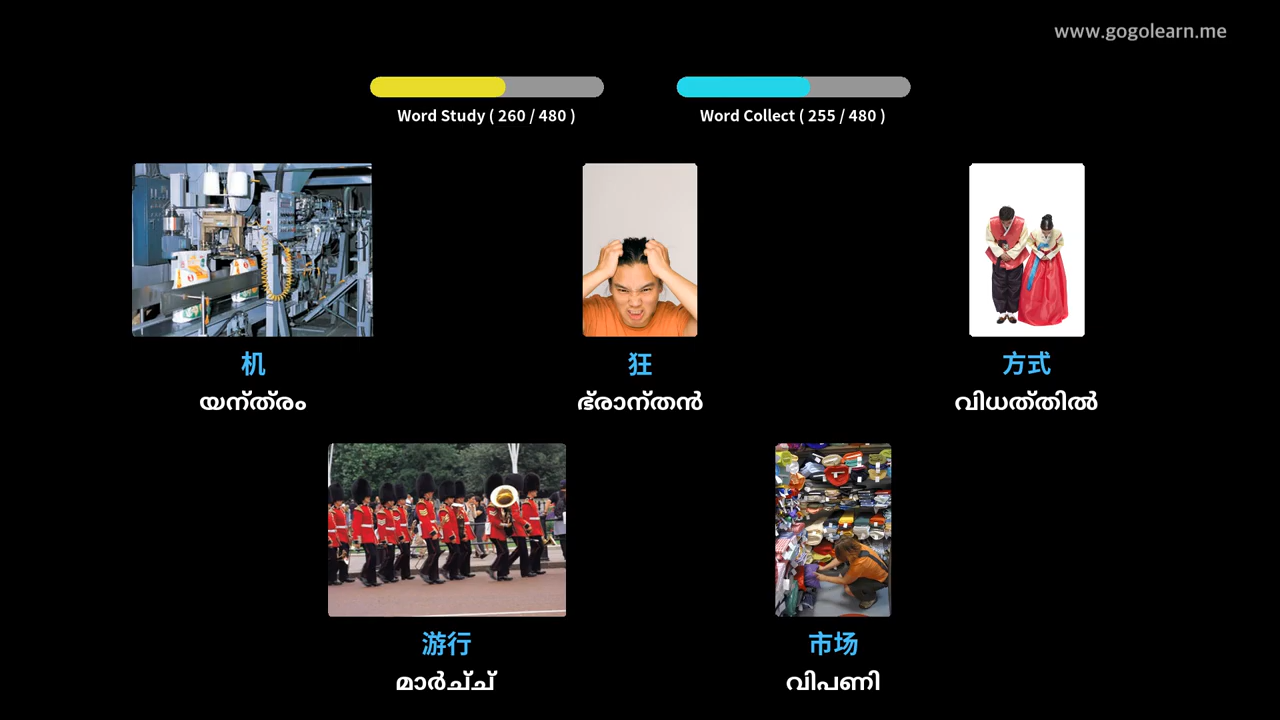 www.gogolearn.me
Word Study ( 260 / 480 )
Word Collect ( 255 / 480 )
机
യന്ത്രം
狂
ഭ്രാന്തൻ
方式
വിധത്തിൽ
游行
മാർച്ച്
市场
വിപണി